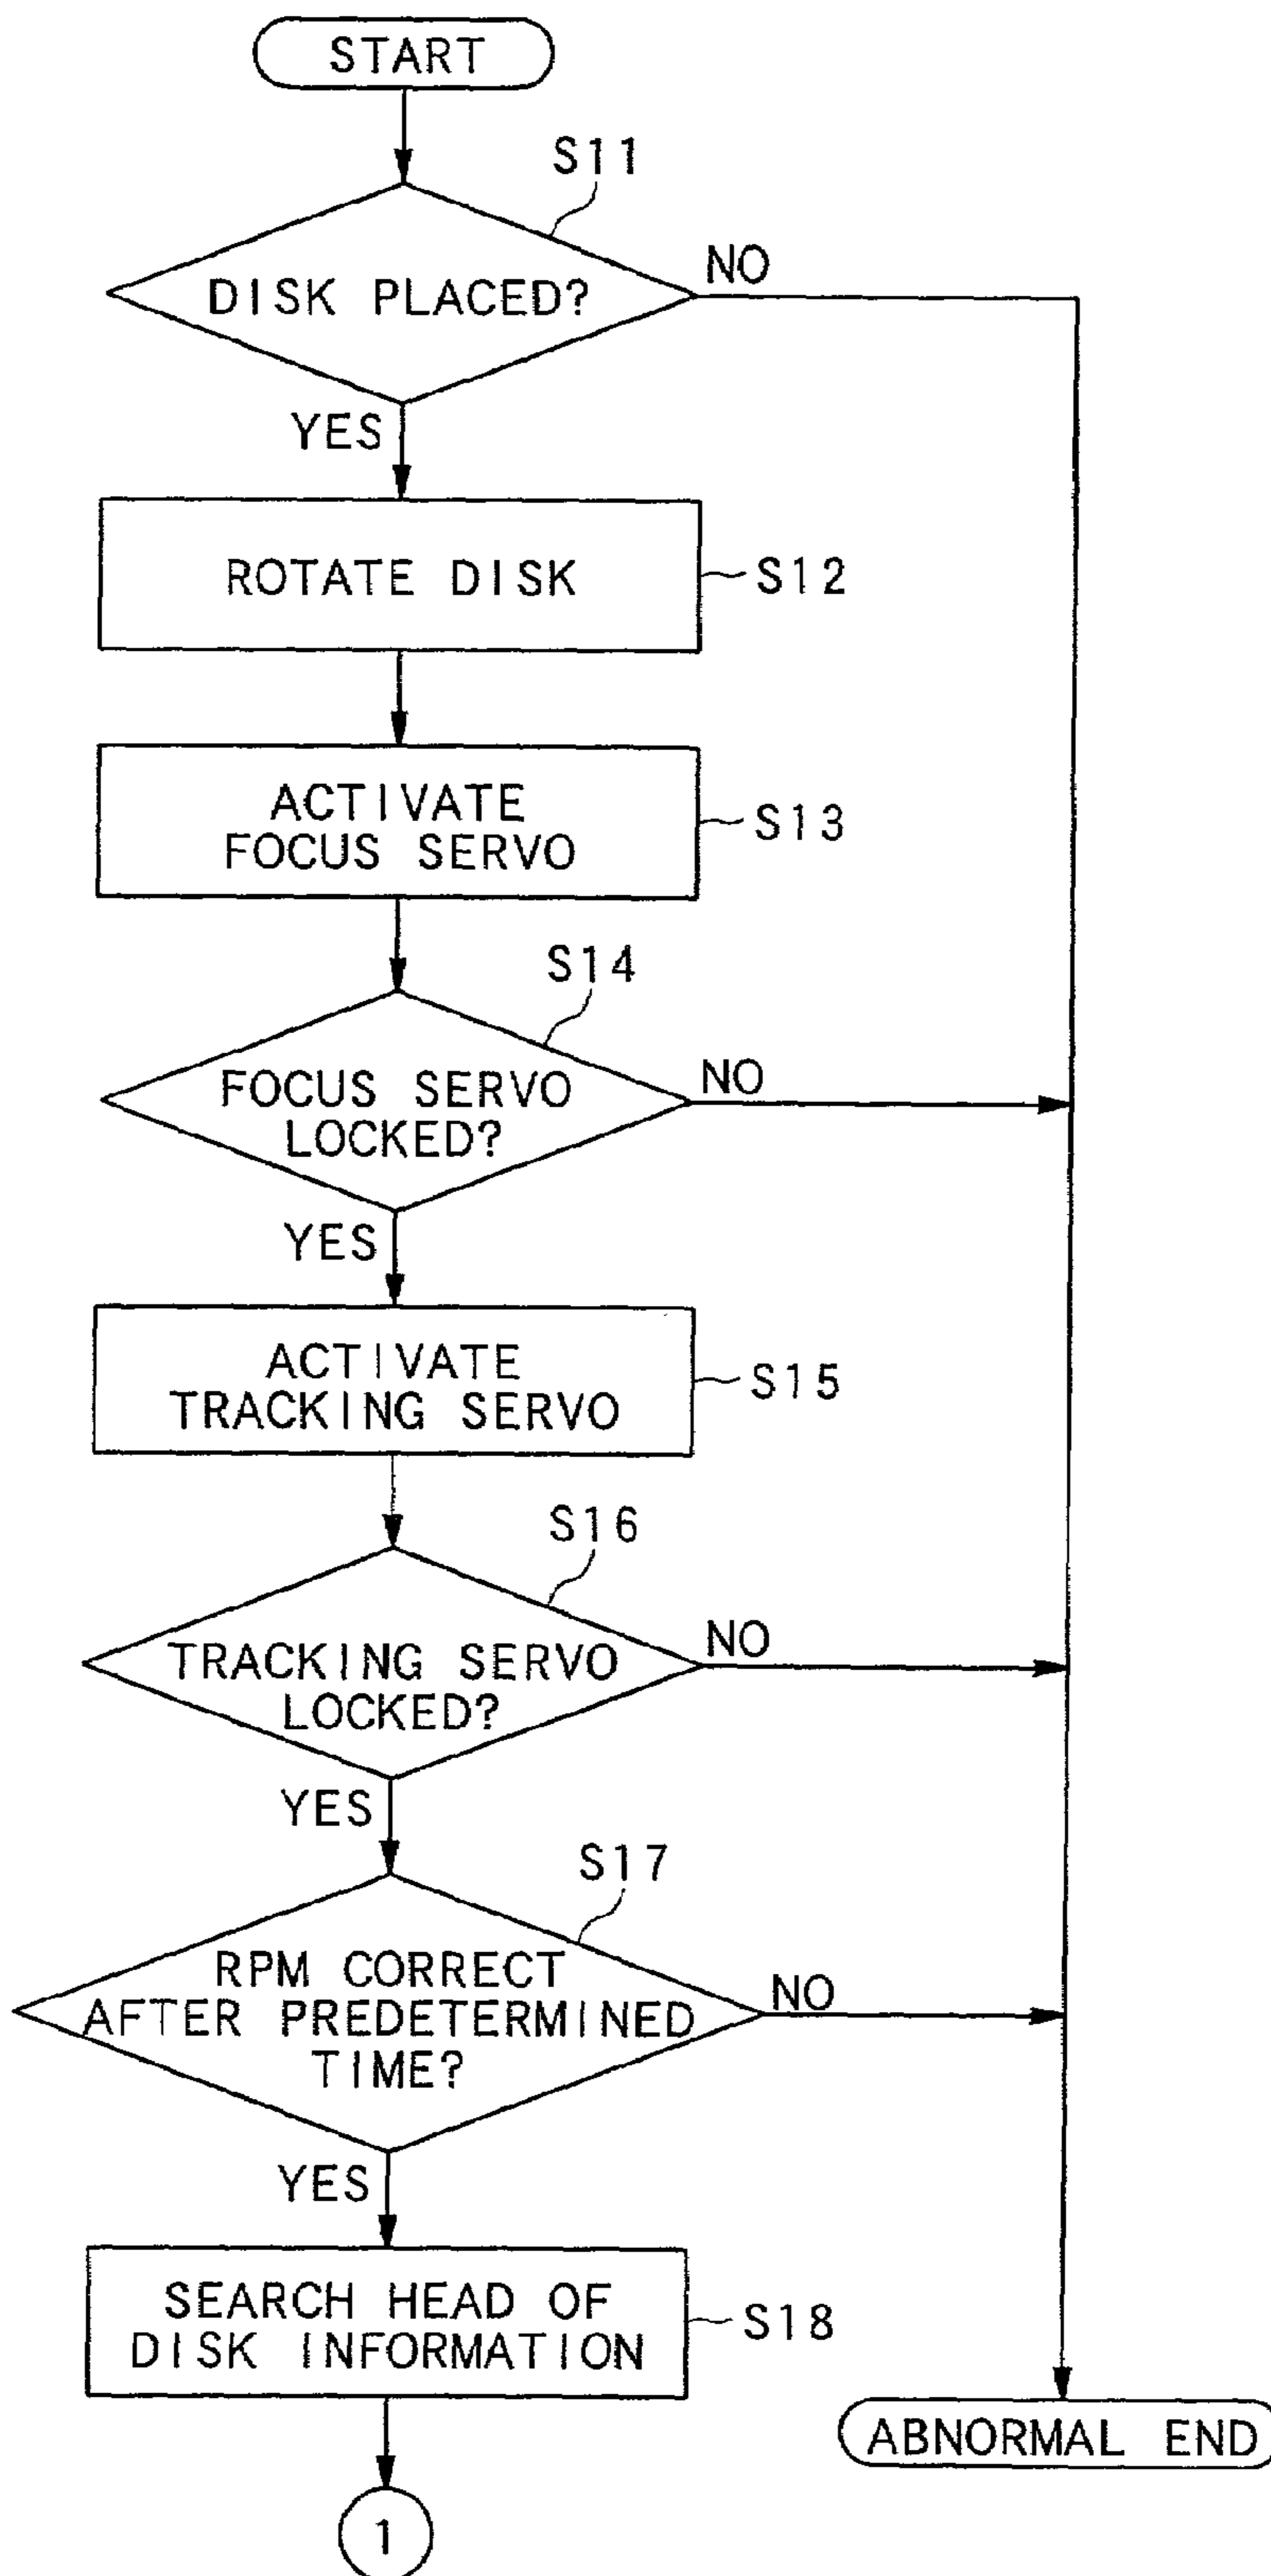 START
S11
DISK PLACED?
NO
YES
ROTATE DISK
S12
ACTIVATE
FOCUS SERVO
S13
S14
FOCUS SERVO
LOCKED?
NO
YES
ACTIVATE
TRACKING SERVO
S15
S16
TRACKING SERVO
LOCKED?
NO
YES
S17
RPM CORRECT
AFTER PREDETERMINED
TIME?
NO
YES
SEARCH HEAD OF
DISK INFORMATION
S18
ABNORMAL END
1